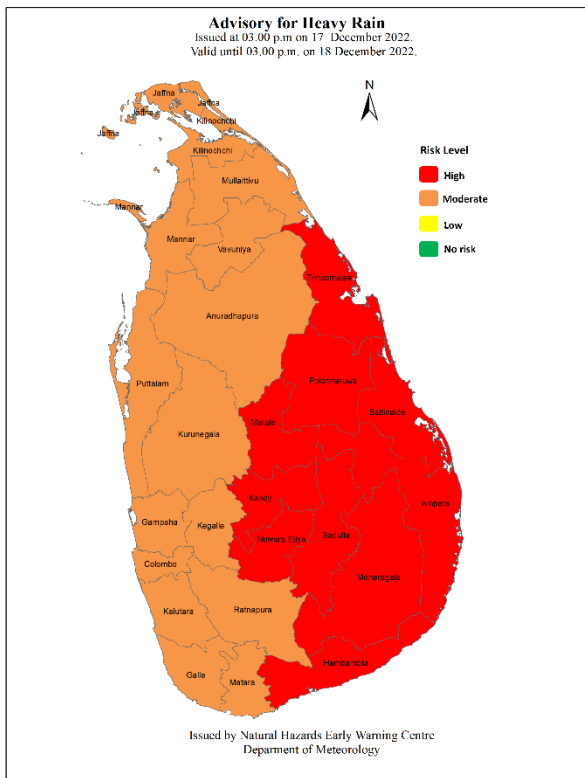 Advisory for Heavy Rain
Issued at 03.00 p.m on 17 December 2022.
Valid until 03.00 p.m. on 18 December 2022.
N
Jaffna
Jaffna
Jaffna
Jaffna
Kilinochchi
Kilinochchi
Mullaittivu
Mannar
Mannar
Vavuniya
Trincomalee
Anuradhapura
Puttalam
Polonnaruwa
Batticaloa
Matale
Kurunegala
Kandy
Ampara
Gampaha
Kegalle
Nuwara Eliya
Badulla
Colombo
Moneragala
Kalutara
Ratnapura
Hambantota
Galle
Matara
Risk Level
High
Moderate
Low
No risk
Issued by Natural Hazards Early Warning Centre
Deparment of Meteorology